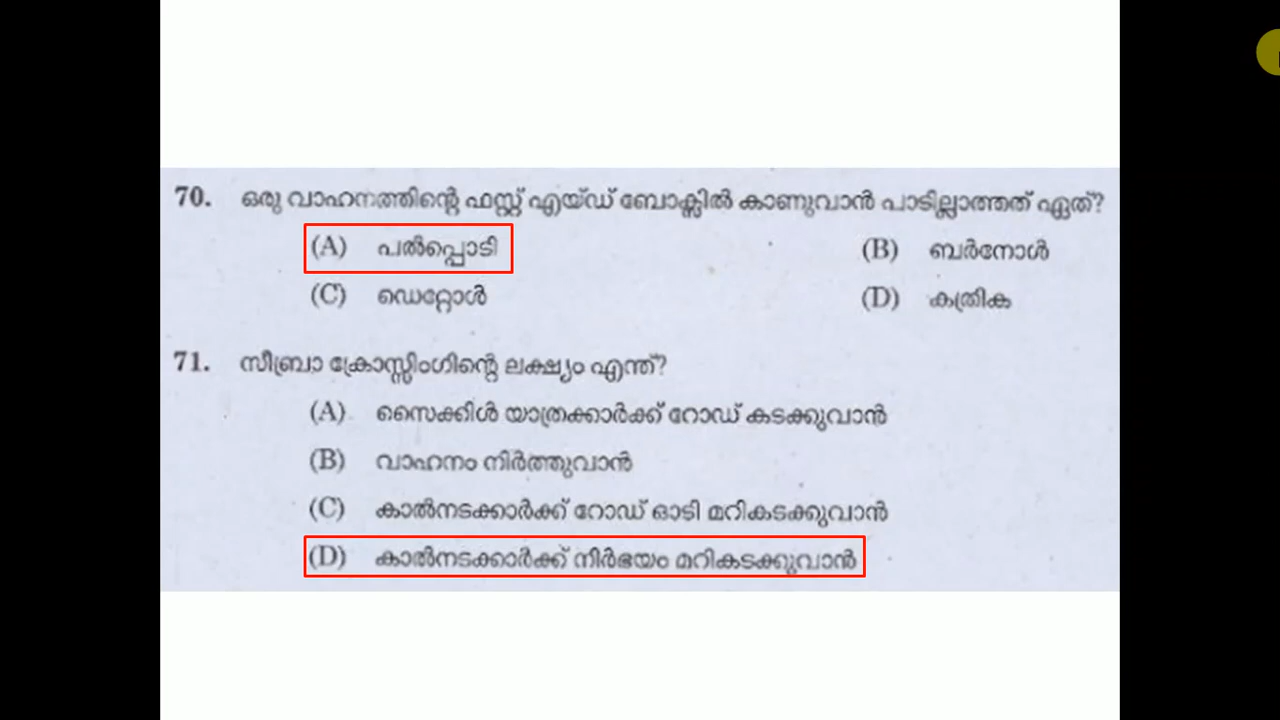 70. ഒരു വാഹനത്തിന്റെ ഫസ്റ്റ് എയ്ഡ് ബോക്സിൽ കാണുവാൻ പാടില്ലാത്തത് ഏത്?
(A) പൽപ്പൊടി (B) ബർനോൾ
(C) ഡെറ്റോൾ (D) കത്രിക
71. സീബ്രാ ക്രോസ്സിംഗിന്റെ ലക്ഷ്യം എന്ത്?
(A) സൈക്കിൾ യാത്രക്കാർക്ക് റോഡ് കടക്കുവാൻ
(B) വാഹനം നിർത്തുവാൻ
(C) കാൽനടക്കാർക്ക് റോഡ് ഓടി മറികടക്കുവാൻ
(D) കാൽനടക്കാർക്ക് നിർഭയം മറികടക്കുവാൻ